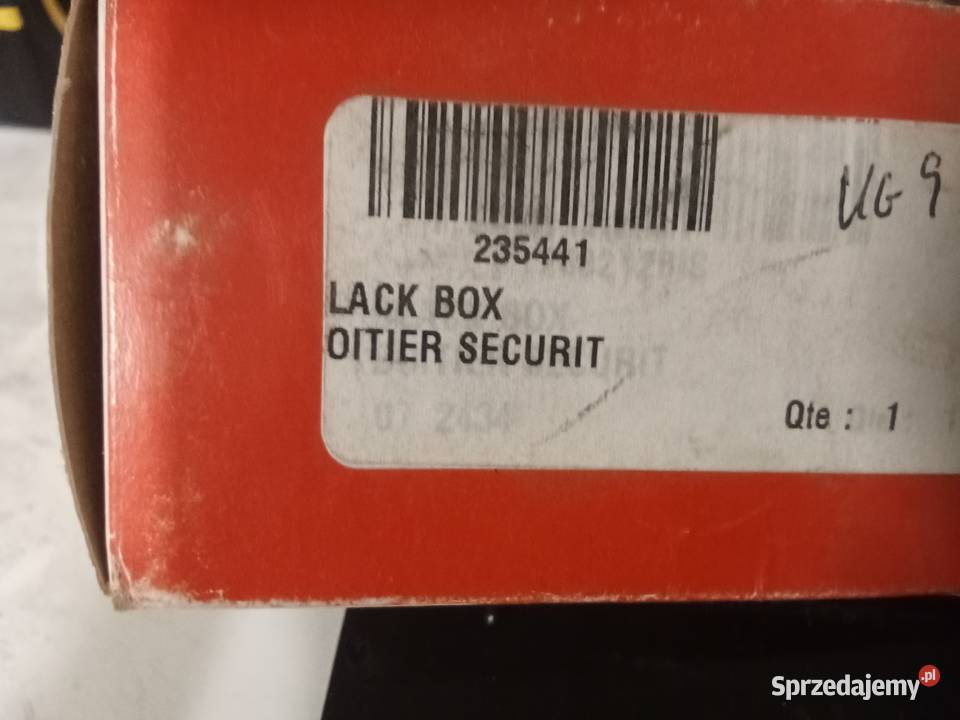 UG 9
235441
LACK BOX
OITIER SECURIT
Qte : 1
Sprzedajemy.pl